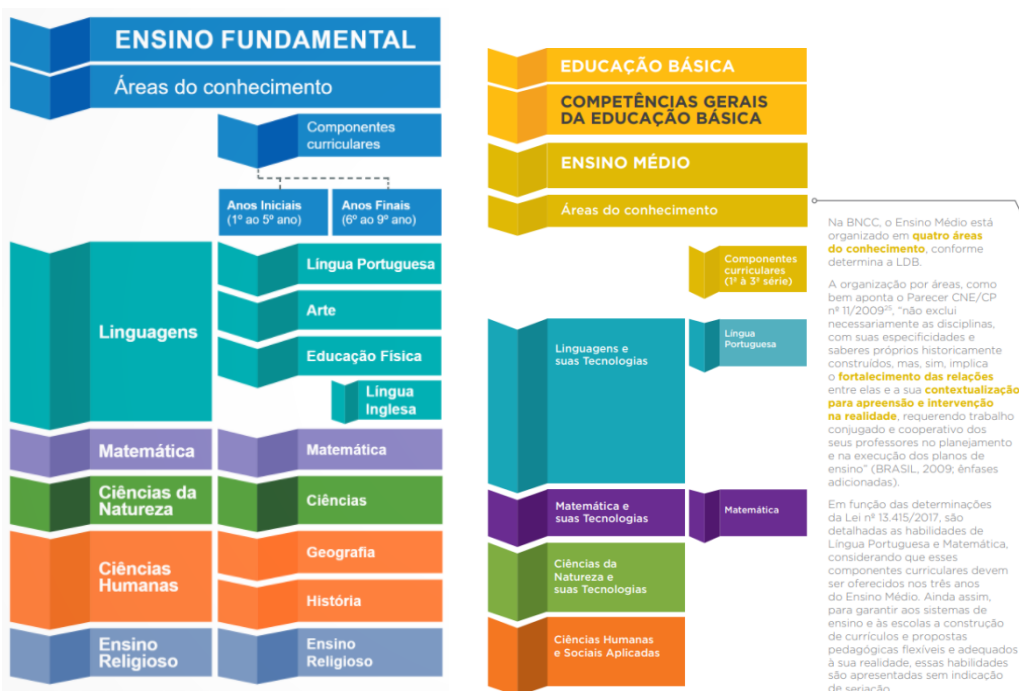 ENSINO FUNDAMENTAL
Áreas do conhecimento
Componentes
curriculares
Anos Iniciais
(1º ao 5º ano)
Anos Finais
(6º ao 9º ano)
Linguagens
Língua Portuguesa
Arte
Educação Física
Língua
Inglesa
Matemática
Matemática
Ciências da
Natureza
Ciências
Ciências
Humanas
Geografia
História
Ensino
Religioso
Ensino
Religioso
EDUCAÇÃO BÁSICA
COMPETÊNCIAS GERAIS
DA EDUCAÇÃO BÁSICA
ENSINO MÉDIO
Áreas do conhecimento
Componentes
curriculares
(1ª à 3ª série)
Linguagens e
suas Tecnologias
Língua
Portuguesa
Matemática e
suas Tecnologias
Matemática
Ciências da
Natureza e
suas Tecnologias
Ciências Humanas
e Sociais Aplicadas
Na BNCC, o Ensino Médio está
organizado em quatro áreas
do conhecimento, conforme
determina a LDB.
A organização por áreas, como
bem aponta o Parecer CNE/CP
nº 11/2009²⁵, “não exclui
necessariamente as disciplinas,
com suas especificidades e
saberes próprios historicamente
construídos, mas, sim, implica
o fortalecimento das relações
entre elas e a sua contextualização
para apreensão e intervenção
na realidade, requerendo trabalho
conjugado e cooperativo dos
seus professores no planejamento
e na execução dos planos de
ensino” (BRASIL, 2009; ênfases
adicionadas).
Em função das determinações
da Lei nº 13.415/2017, são
detalhadas as habilidades de
Língua Portuguesa e Matemática,
considerando que esses
componentes curriculares devem
ser oferecidos nos três anos
do Ensino Médio. Ainda assim,
para garantir aos sistemas de
ensino e às escolas a construção
de currículos e propostas
pedagógicas flexíveis e adequados
à sua realidade, essas habilidades
são apresentadas sem indicação
de seriação